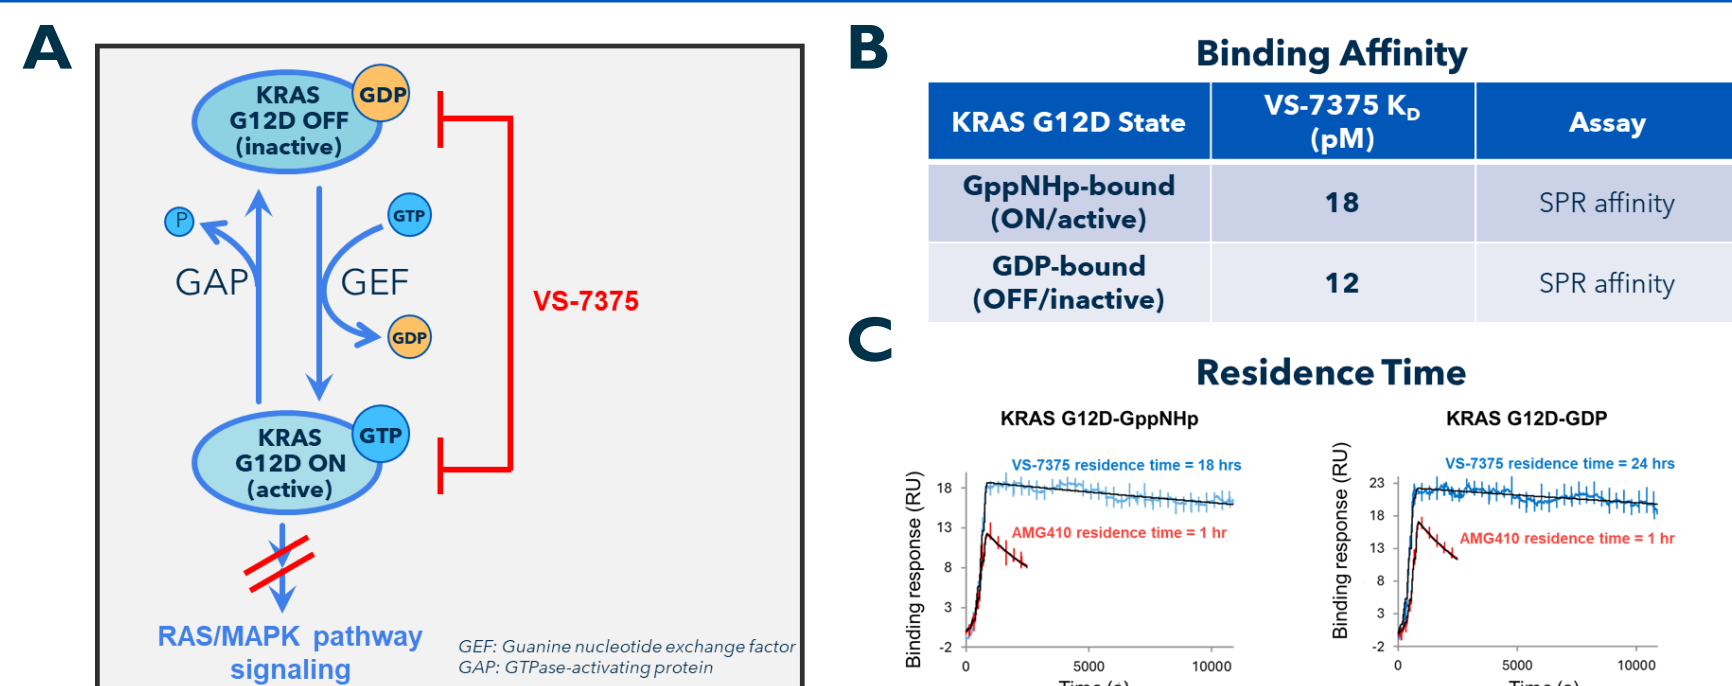 A
KRAS
G12D OFF
(inactive)
GDP
P
GTP
GAP
GEF
GDP
VS-7375
KRAS
G12D ON
(active)
GTP
RAS/MAPK pathway
signaling
GEF: Guanine nucleotide exchange factor
GAP: GTPase-activating protein
B
Binding Affinity
KRAS G12D State
VS-7375 KD
(pM)
Assay
GppNHp-bound
(ON/active)
18
SPR affinity
GDP-bound
(OFF/inactive)
12
SPR affinity
C
Residence Time
KRAS G12D-GppNHp
VS-7375 residence time = 18 hrs
AMG410 residence time = 1 hr
Binding response (RU)
18
13
8
3
-2
0
5000
10000
Time (s)
KRAS G12D-GDP
VS-7375 residence time = 24 hrs
AMG410 residence time = 1 hr
Binding response (RU)
23
18
13
8
3
-2
0
5000
10000
Time (s)